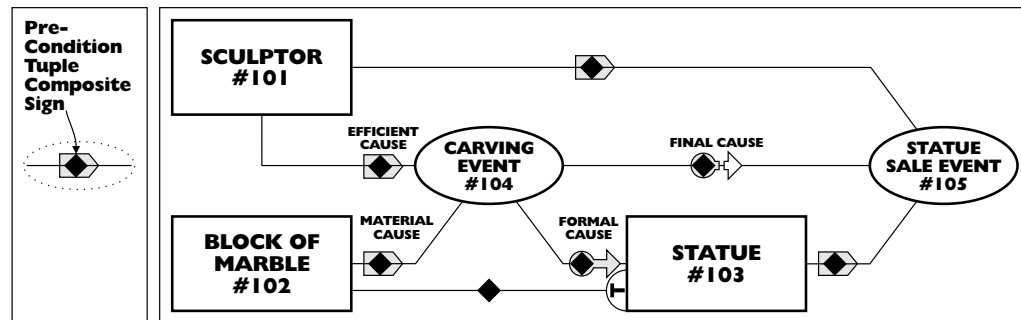 Pre-
Condition
Tuple
Composite
Sign
SCULPTOR
#101
EFFICIENT
CAUSE
CARVING
EVENT
#104
FINAL CAUSE
STATUE
SALE EVENT
#105
BLOCK OF
MARBLE
#102
MATERIAL
CAUSE
FORMAL
CAUSE
STATUE
#103
T